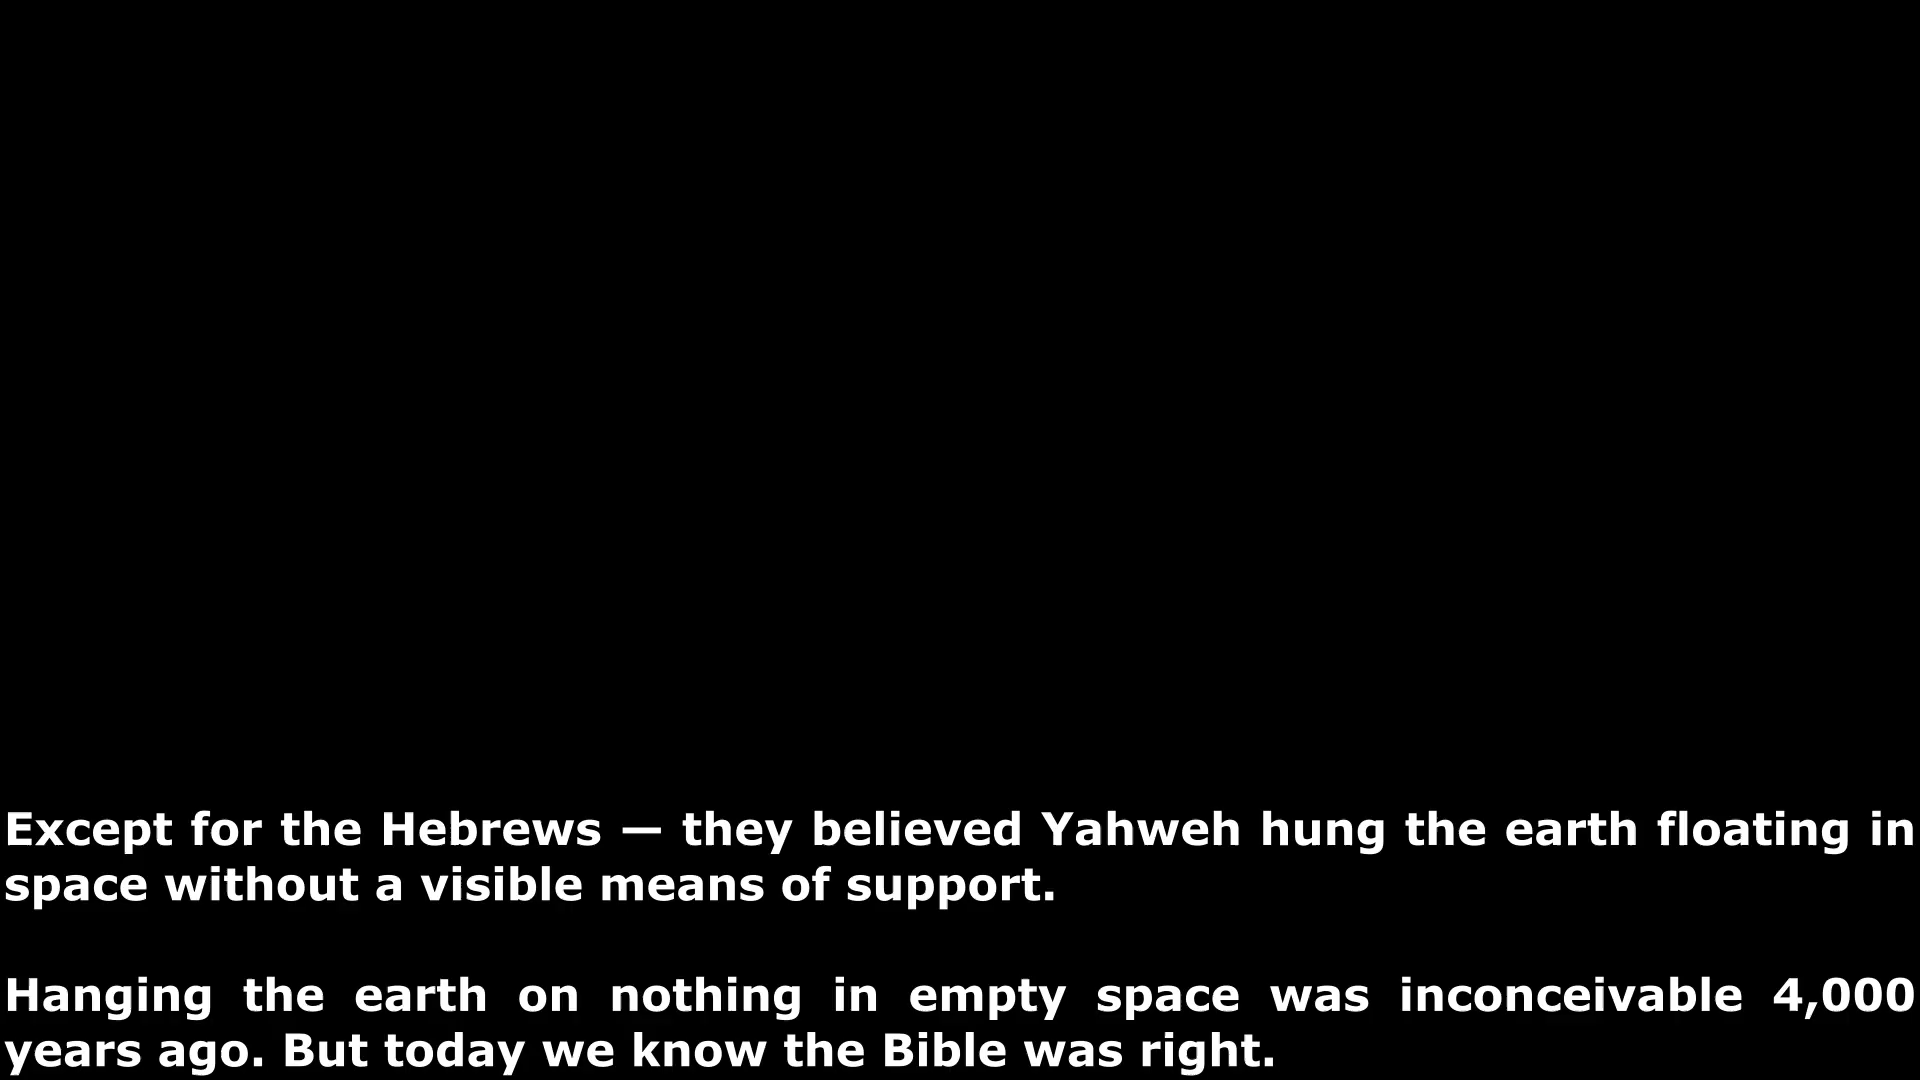 Except for the Hebrews — they believed Yahweh hung the earth floating in
space without a visible means of support.
Hanging the earth on nothing in empty space was inconceivable 4,000
years ago. But today we know the Bible was right.